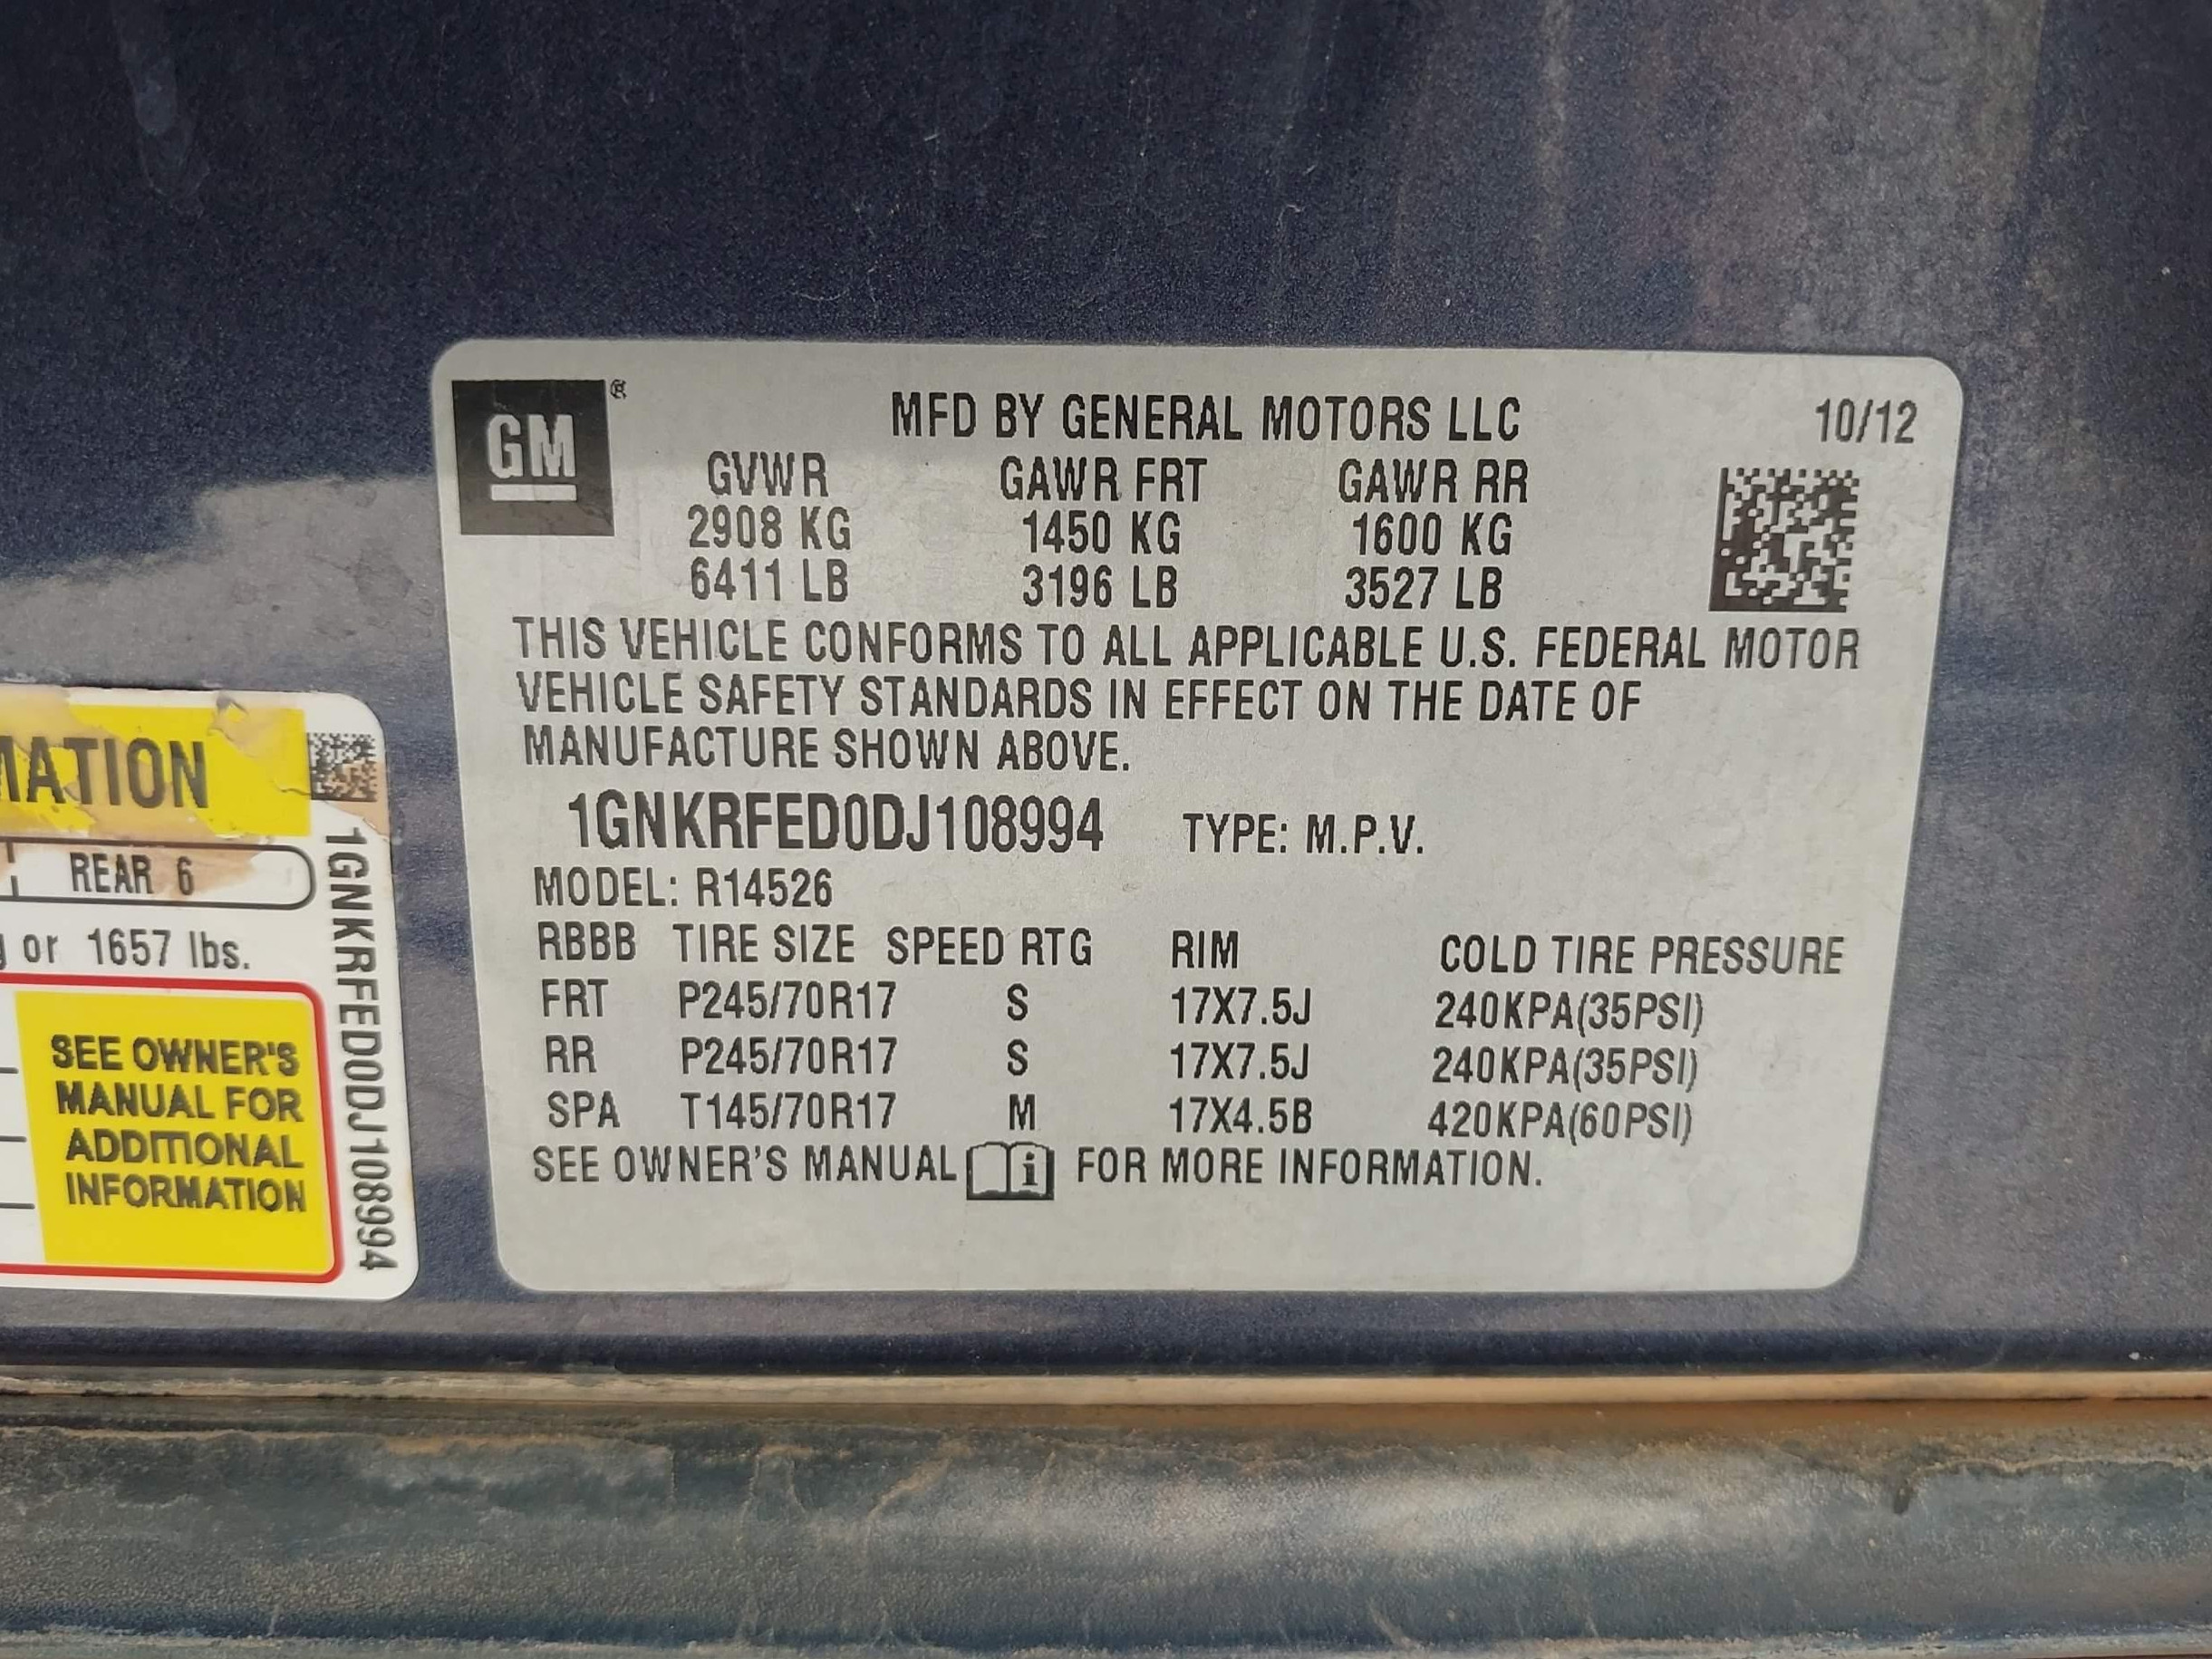 GM®
MFD BY GENERAL MOTORS LLC 10/12
GVWR GAWR FRT GAWR RR
2908 KG 1450 KG 1600 KG
6411 LB 3196 LB 3527 LB
THIS VEHICLE CONFORMS TO ALL APPLICABLE U.S. FEDERAL MOTOR
VEHICLE SAFETY STANDARDS IN EFFECT ON THE DATE OF
MANUFACTURE SHOWN ABOVE.
1GNKRFED0DJ108994 TYPE: M.P.V.
MODEL: R14526
RBBB TIRE SIZE SPEED RTG RIM COLD TIRE PRESSURE
FRT P245/70R17 S 17X7.5J 240KPA(35PSI)
RR P245/70R17 S 17X7.5J 240KPA(35PSI)
SPA T145/70R17 M 17X4.5B 420KPA(60PSI)
SEE OWNER'S MANUAL i FOR MORE INFORMATION.
MATION
REAR 6
or 1657 lbs.
SEE OWNER'S
MANUAL FOR
ADDITIONAL
INFORMATION
1GNKRFED0DJ108994